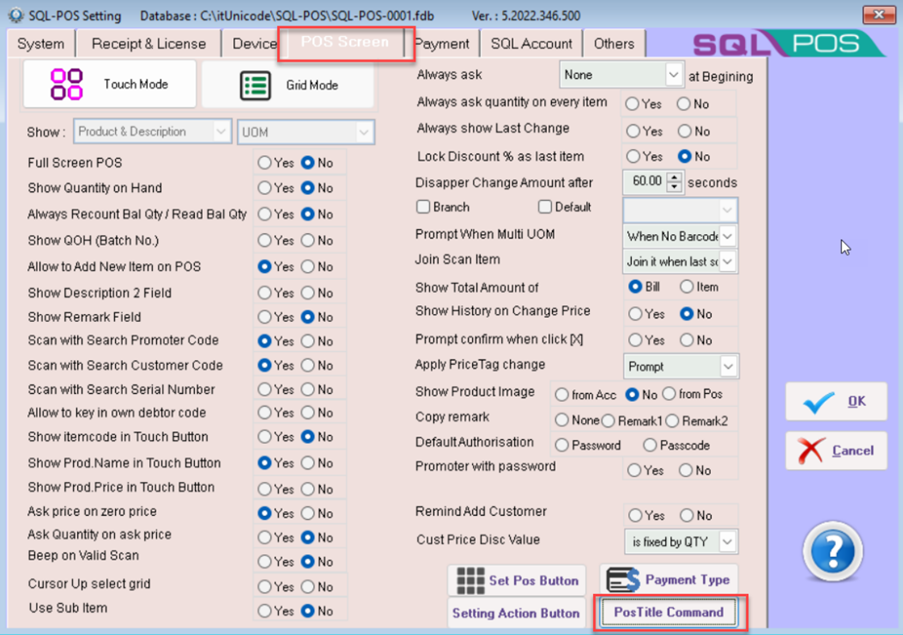 SQL-POS Setting Database : C:\itUnicode\SQL-POS\SQL-POS-0001.fdb Ver. : 5.2022.346.500
System Receipt & License Device POS Screen Payment SQL Account Others SQL POS
Touch Mode Grid Mode
Show : Product & Description UOM
Full Screen POS Yes No
Show Quantity on Hand Yes No
Always Recount Bal Qty / Read Bal Qty Yes No
Show QOH (Batch No.) Yes No
Allow to Add New Item on POS Yes No
Show Description 2 Field Yes No
Show Remark Field Yes No
Scan with Search Promoter Code Yes No
Scan with Search Customer Code Yes No
Scan with Search Serial Number Yes No
Allow to key in own debtor code Yes No
Show itemcode in Touch Button Yes No
Show Prod.Name in Touch Button Yes No
Show Prod.Price in Touch Button Yes No
Ask price on zero price Yes No
Ask Quantity on ask price Yes No
Beep on Valid Scan Yes No
Cursor Up select grid Yes No
Use Sub Item Yes No
Always ask None at Begining
Always ask quantity on every item Yes No
Always show Last Change Yes No
Lock Discount % as last item Yes No
Disapper Change Amount after 60.00 seconds
Branch Default
Prompt When Multi UOM When No Barcode
Join Scan Item Join it when last sc
Show Total Amount of Bill Item
Show History on Change Price Yes No
Prompt confirm when click [X] Yes No
Apply PriceTag change Prompt
Show Product Image from Acc No from Pos
Copy remark None Remark1 Remark2
Default Authorisation Password Passcode
Promoter with password Yes No
Remind Add Customer Yes No
Cust Price Disc Value is fixed by QTY
Set Pos Button Payment Type
Setting Action Button PosTitle Command
OK
Cancel
?